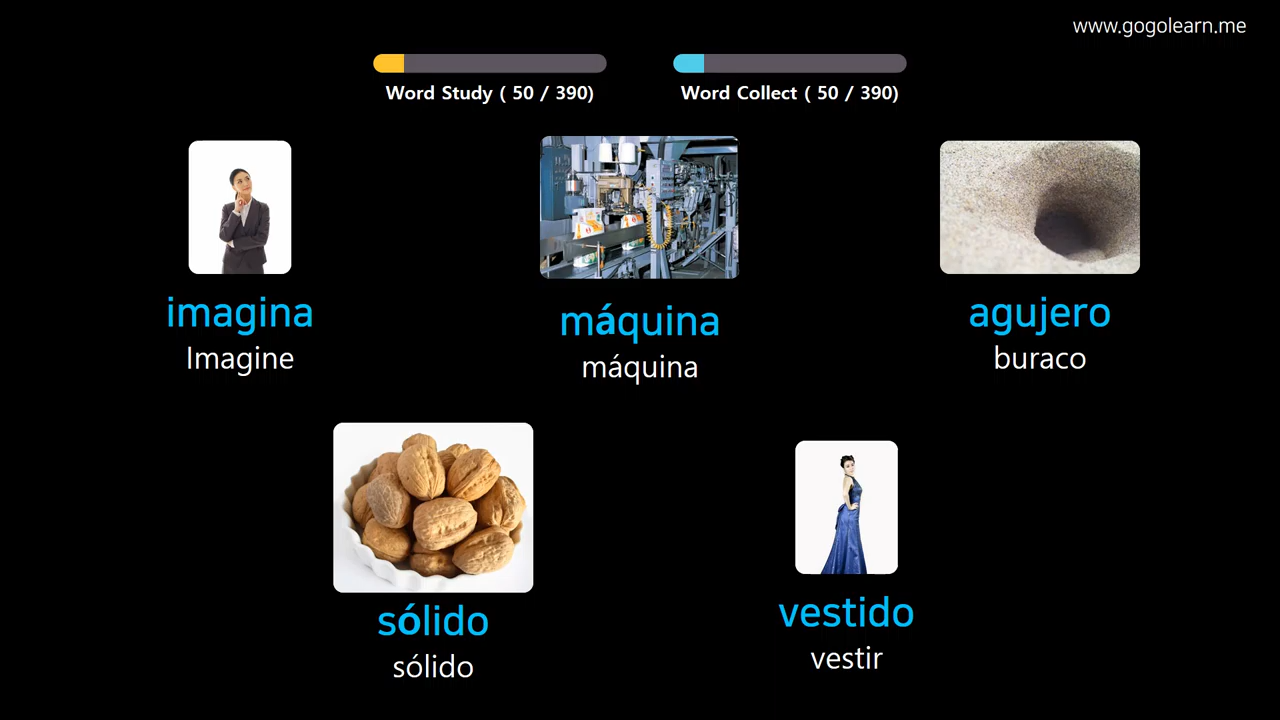 www.gogolearn.me
Word Study ( 50 / 390)
Word Collect ( 50 / 390)
imagina
Imagine
máquina
máquina
agujero
buraco
sólido
sólido
vestido
vestir